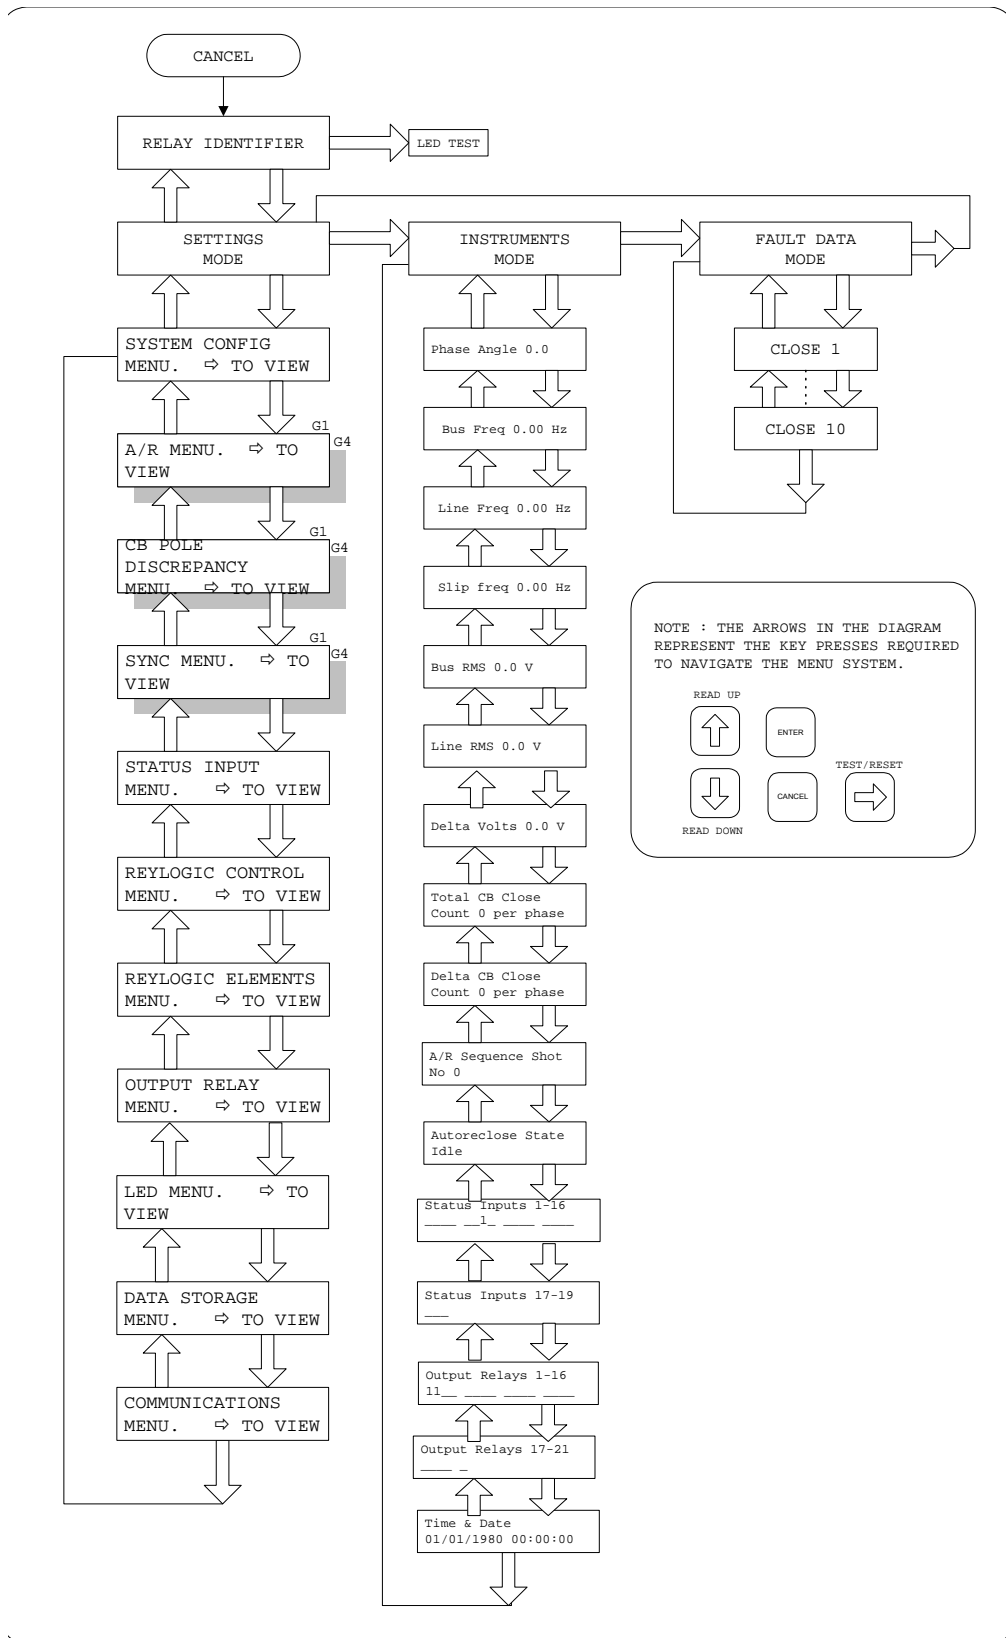 CANCEL
RELAY IDENTIFIER
LED TEST
SETTINGS
MODE
INSTRUMENTS
MODE
FAULT DATA
MODE
SYSTEM CONFIG
MENU. ⇨ TO VIEW
G1
G4
A/R MENU. ⇨ TO
VIEW
G1
G4
CB POLE
DISCREPANCY
MENU. ⇨ TO VIEW
G1
G4
SYNC MENU. ⇨ TO
VIEW
STATUS INPUT
MENU. ⇨ TO VIEW
REYLOGIC CONTROL
MENU. ⇨ TO VIEW
REYLOGIC ELEMENTS
MENU. ⇨ TO VIEW
OUTPUT RELAY
MENU. ⇨ TO VIEW
LED MENU. ⇨ TO
VIEW
DATA STORAGE
MENU. ⇨ TO VIEW
COMMUNICATIONS
MENU. ⇨ TO VIEW
Phase Angle 0.0
Bus Freq 0.00 Hz
Line Freq 0.00 Hz
Slip freq 0.00 Hz
Bus RMS 0.0 V
Line RMS 0.0 V
Delta Volts 0.0 V
Total CB Close
Count 0 per phase
Delta CB Close
Count 0 per phase
A/R Sequence Shot
No 0
Autoreclose State
Idle
Status Inputs 1-16
____ __1_ ____ ____
Status Inputs 17-19
___
Output Relays 1-16
11__ ____ ____ ____
Output Relays 17-21
____ _
Time & Date
01/01/1980 00:00:00
CLOSE 1
CLOSE 10
NOTE : THE ARROWS IN THE DIAGRAM
REPRESENT THE KEY PRESSES REQUIRED
TO NAVIGATE THE MENU SYSTEM.
READ UP
ENTER
TEST/RESET
CANCEL
READ DOWN